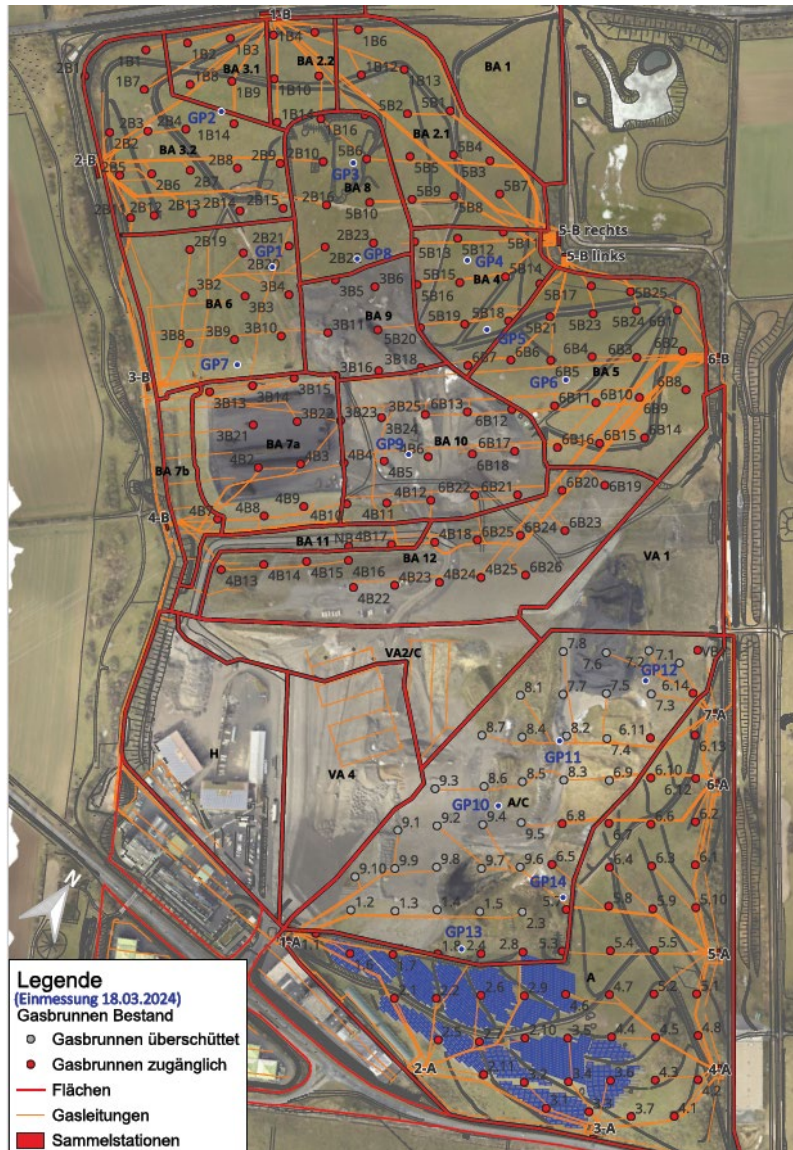 1-B
1B4
1B6
1B3
1B2
1B1
2B1
BA 3.1
BA 2.2
1B12
1B13
BA 1
1B7
1B8
1B9
1B10
5B2
5B1
GP2
1B14
1B14
1B16
BA 2.1
2B3
2B4
2B2
BA 3.2
5B6
5B4
2-B
2B5
2B6
2B7
2B8
2B9
2B10
GP3
BA 8
5B5
5B3
5B7
2B11
2B12
2B13
2B14
2B15
2B16
5B10
5B9
5B8
5-B rechts
5-B links
2B19
2B21
2B23
5B13
5B12
5B11
GP1
2B20
GP8
GP4
3B2
BA 6
3B3
3B4
3B5
3B6
5B15
BA 4
5B14
5B16
5B17
5B25
BA 9
5B19
5B18
5B21
5B23
5B24
6B1
3B8
3B9
3B10
3B11
5B20
GP5
GP7
3B16
3B18
6B7
6B6
6B4
6B3
6B2
6-B
3-B
6B5
BA 5
GP6
6B8
3B13
3B14
3B15
6B11
6B10
6B9
3B21
3B22
3B23
3B25
6B13
6B12
3B24
BA 7a
BA 10
6B17
6B16
6B15
6B14
BA 7b
4B2
4B3
4B4
GP9
4B5
6B18
4B7
4B8
4B9
4B10
4B11
4B12
6B22
6B21
6B20
6B19
4-B
BA 11
4B17
BA 12
4B18
6B25
6B24
6B23
VA 1
4B13
4B14
4B15
4B16
4B22
4B23
4B24
4B25
6B26
VA2/C
7.8
7.6
7.2
7.1
GP12
8.1
7.7
7.5
7.3
6.14
7-A
H
VA 4
8.7
8.4
8.2
7.4
6.11
6.13
GP11
9.3
8.6
8.5
8.3
6.9
6.10
6.12
6-A
GP10
A/C
9.1
9.2
9.4
9.5
6.8
6.7
6.6
6.2
9.10
9.9
9.8
9.7
9.6
6.5
6.4
6.3
6.1
GP14
1.2
1.3
1.4
1.5
2.3
5.7
5.8
5.9
5.10
N
1-A
1.1
GP13
1.6
1.7
1.8
2.4
2.8
5.3
5.4
5.5
5-A
A
2.1
2.2
2.6
2.9
4.6
4.7
5.2
5.1
2.5
2.7
2.10
3.5
4.4
4.5
4.8
2-A
2.11
3.2
3.4
3.6
4.3
4-A
4.2
3.1
3.3
3.7
4.1
3-A
Legende
(Einmessung 18.03.2024)
Gasbrunnen Bestand
Gasbrunnen überschüttet
Gasbrunnen zugänglich
Flächen
Gasleitungen
Sammelstationen